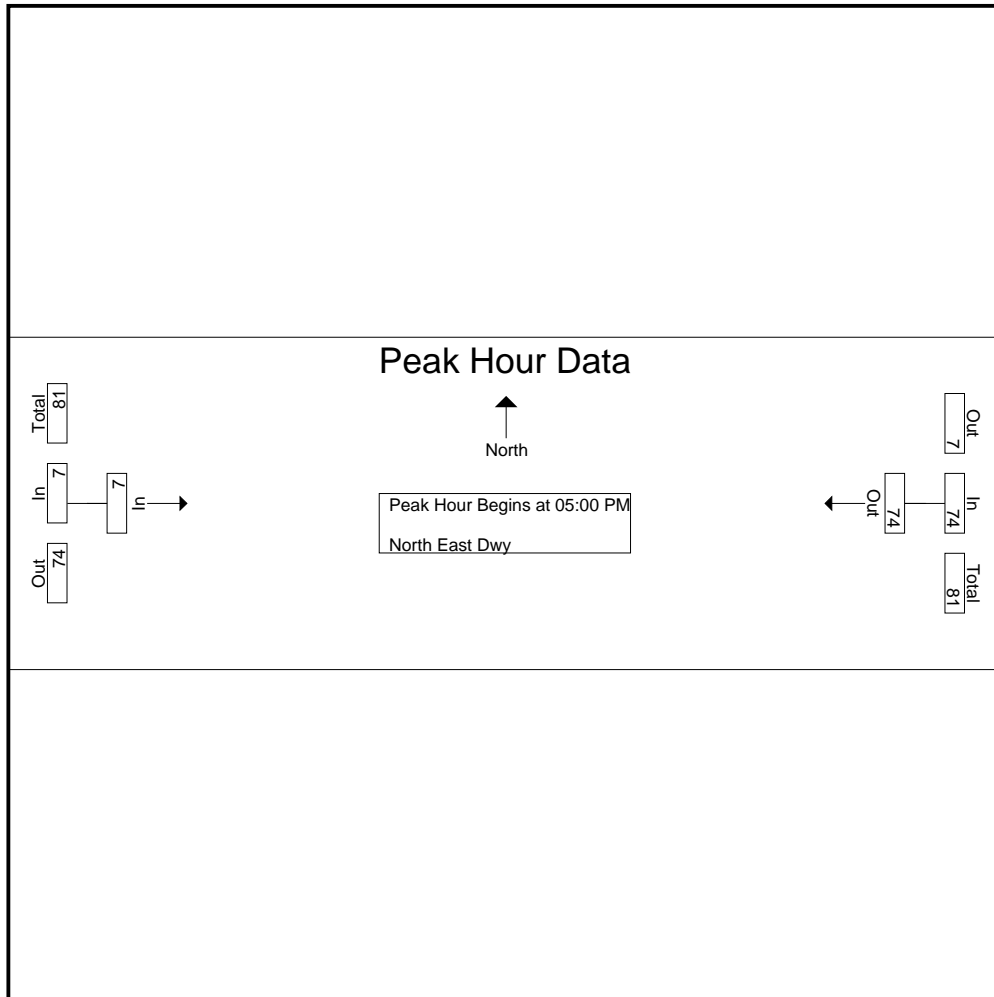 Peak Hour Data
North
Peak Hour Begins at 05:00 PM
North East Dwy
Total
81
In
7
Out
74
7
In
Out
7
In
74
Total
81
74
Out